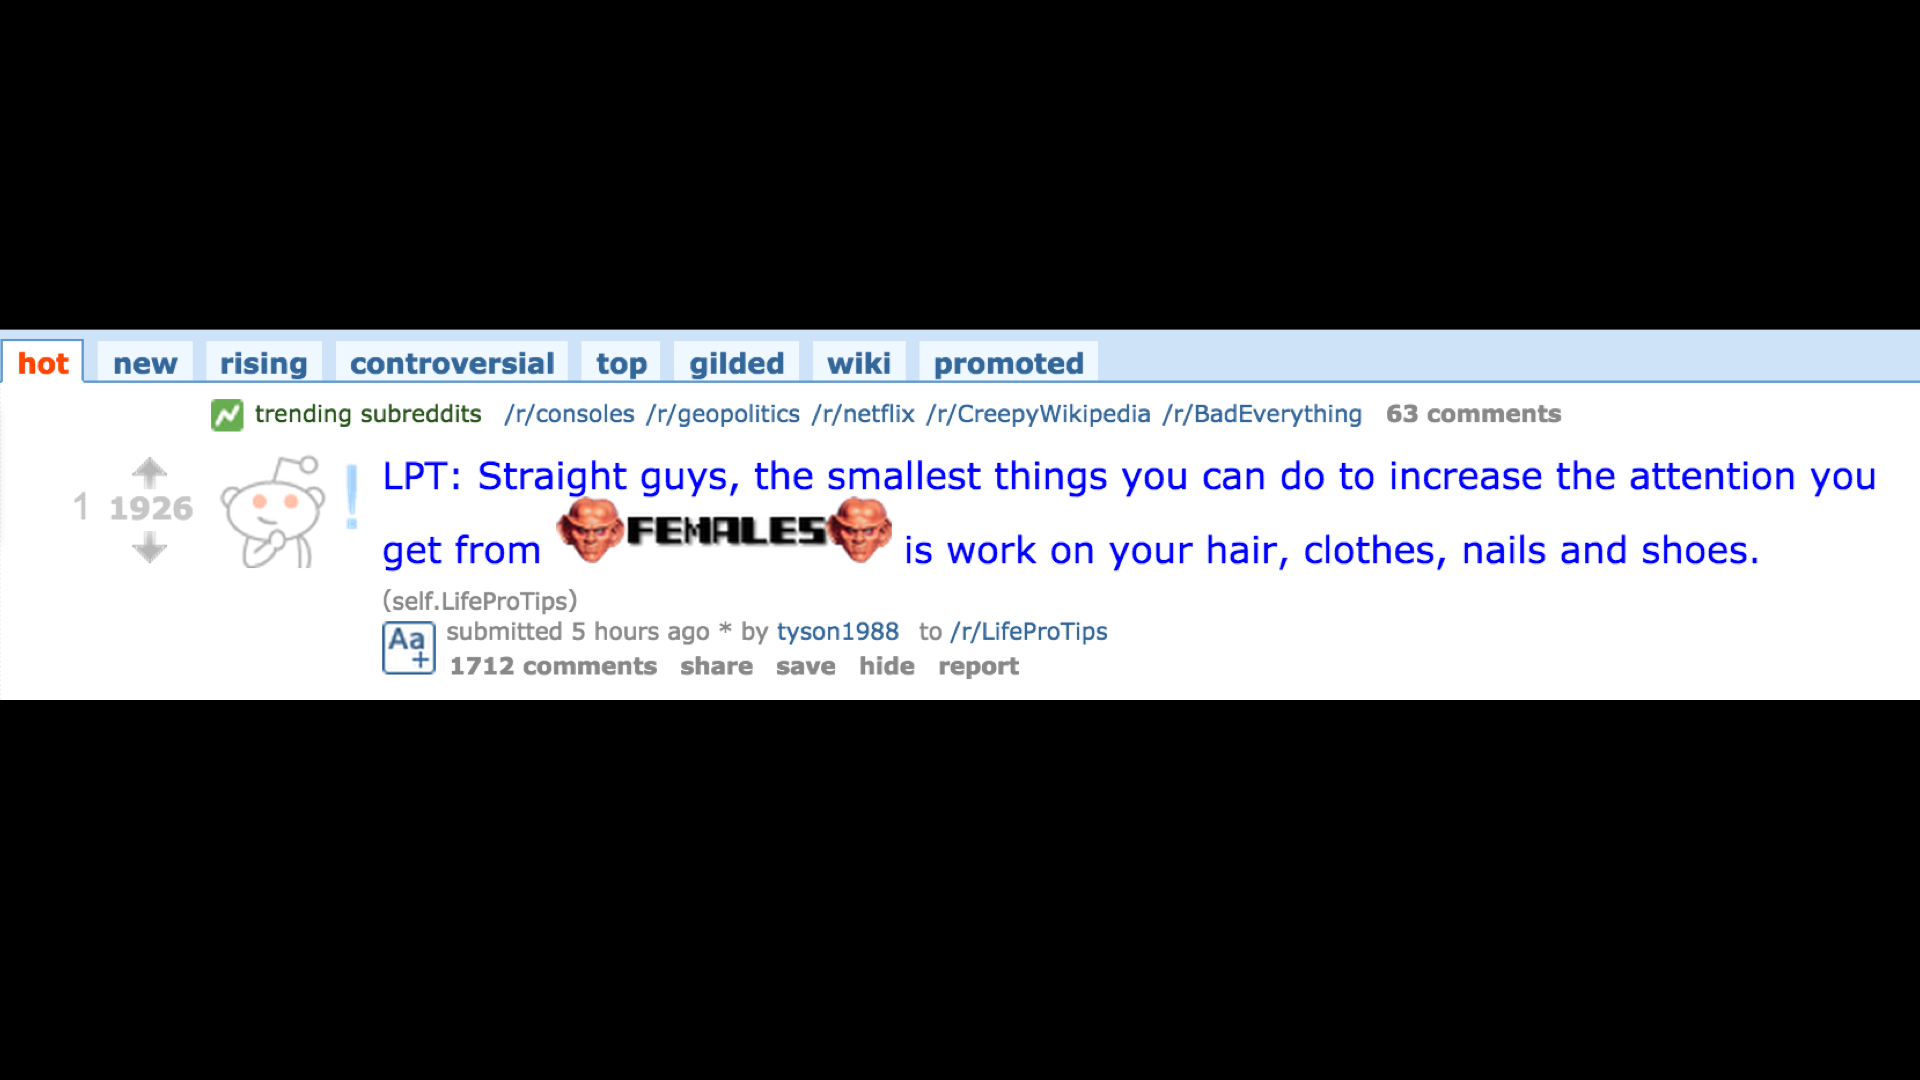 hot new rising controversial top gilded wiki promoted
trending subreddits /r/consoles /r/geopolitics /r/netflix /r/CreepyWikipedia /r/BadEverything 63 comments
1 1926 ! LPT: Straight guys, the smallest things you can do to increase the attention you
get from FEMALES is work on your hair, clothes, nails and shoes.
(self.LifeProTips)
Aa+ submitted 5 hours ago * by tyson1988 to /r/LifeProTips
1712 comments share save hide report